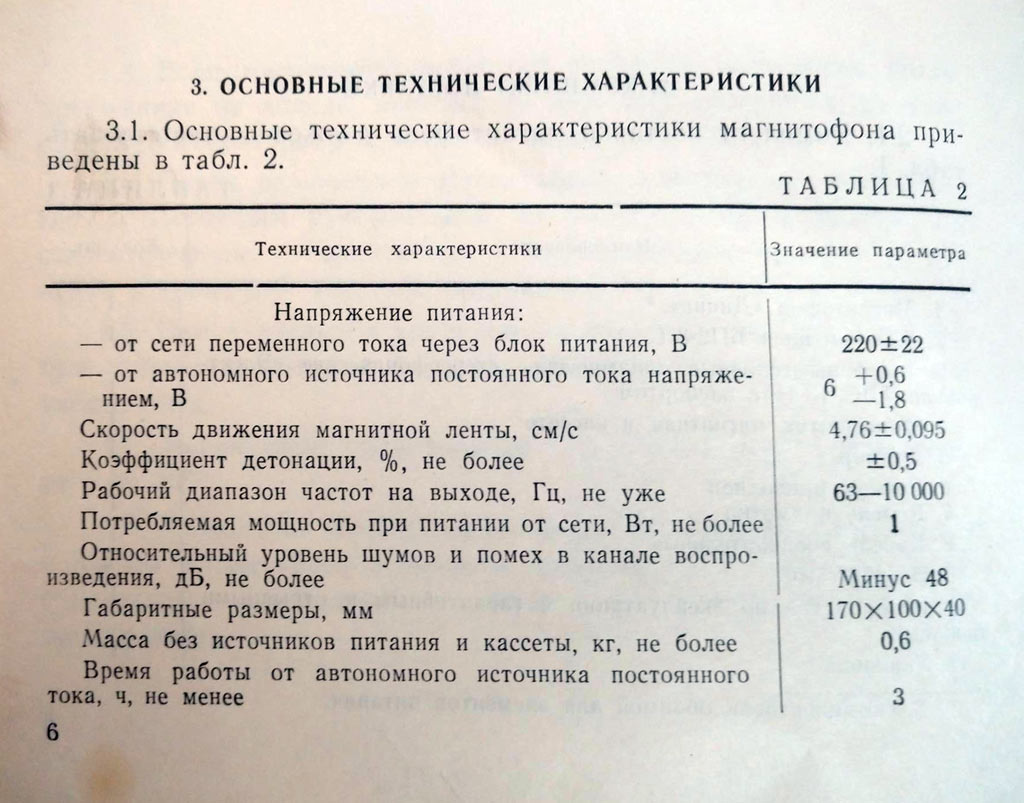 3. ОСНОВНЫЕ ТЕХНИЧЕСКИЕ ХАРАКТЕРИСТИКИ
3.1. Основные технические характеристики магнитофона при-
ведены в табл. 2.
ТАБЛИЦА 2
Технические характеристики Значение параметра
Напряжение питания:
— от сети переменного тока через блок питания, В 220±22
— от автономного источника постоянного тока напряже- 6 +0,6
нием, В —1,8
Скорость движения магнитной ленты, см/с 4,76±0,095
Коэффициент детонации, %, не более ±0,5
Рабочий диапазон частот на выходе, Гц, не уже 63—10 000
Потребляемая мощность при питании от сети, Вт, не более 1
Относительный уровень шумов и помех в канале воспро-
изведения, дБ, не более Минус 48
Габаритные размеры, мм 170×100×40
Масса без источников питания и кассеты, кг, не более 0,6
Время работы от автономного источника постоянного
тока, ч, не менее 3
6